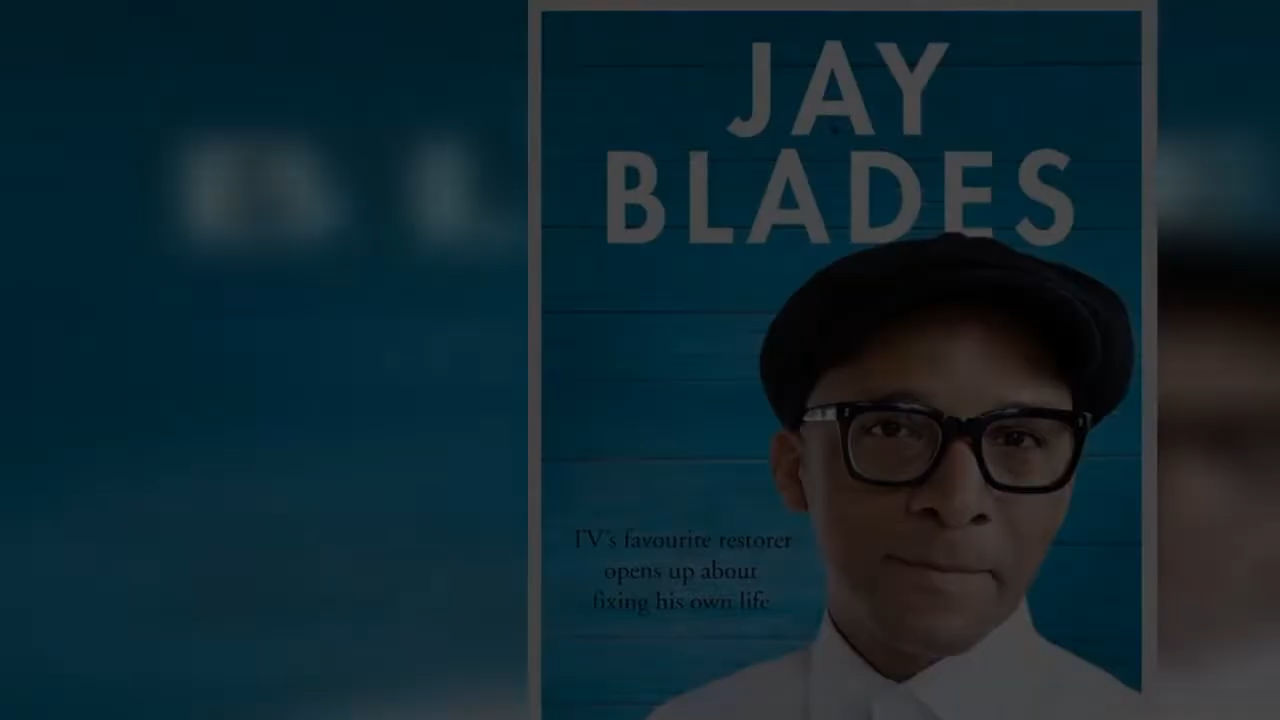 JAY
BLADES
TV's favourite restorer
opens up about
fixing his own life